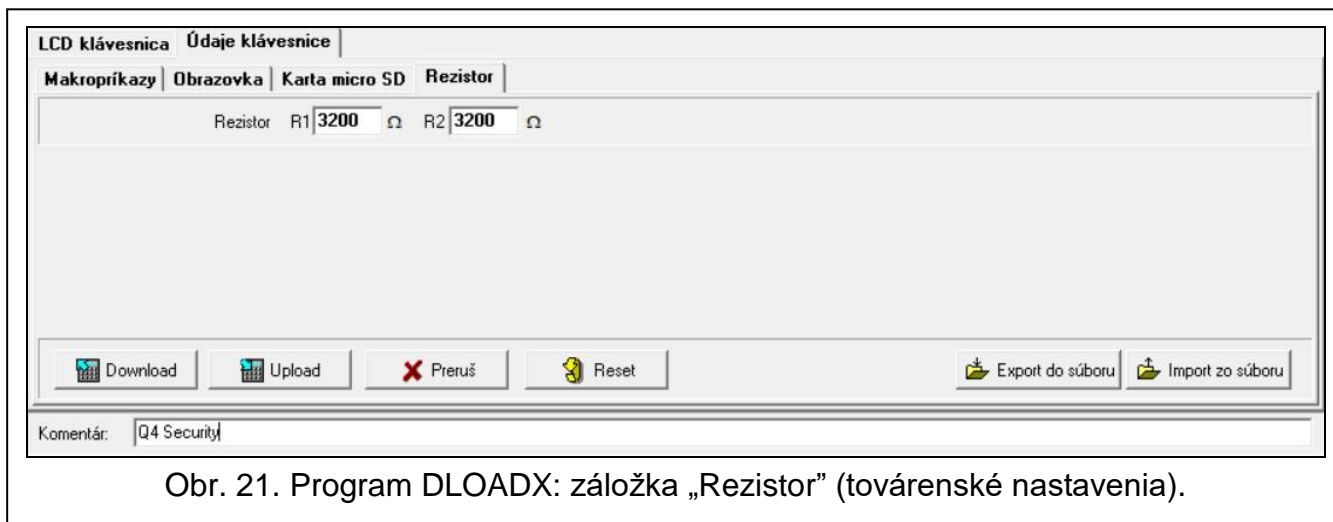 LCD klávesnica Údaje klávesnice
Makropríkazy Obrazovka Karta micro SD Rezistor
Rezistor R1 3200 Ω R2 3200 Ω
Download Upload Preruš Reset Export do súboru Import zo súboru
Komentár: Q4 Security
Obr. 21. Program DLOADX: záložka „Rezistor” (továrenské nastavenia).